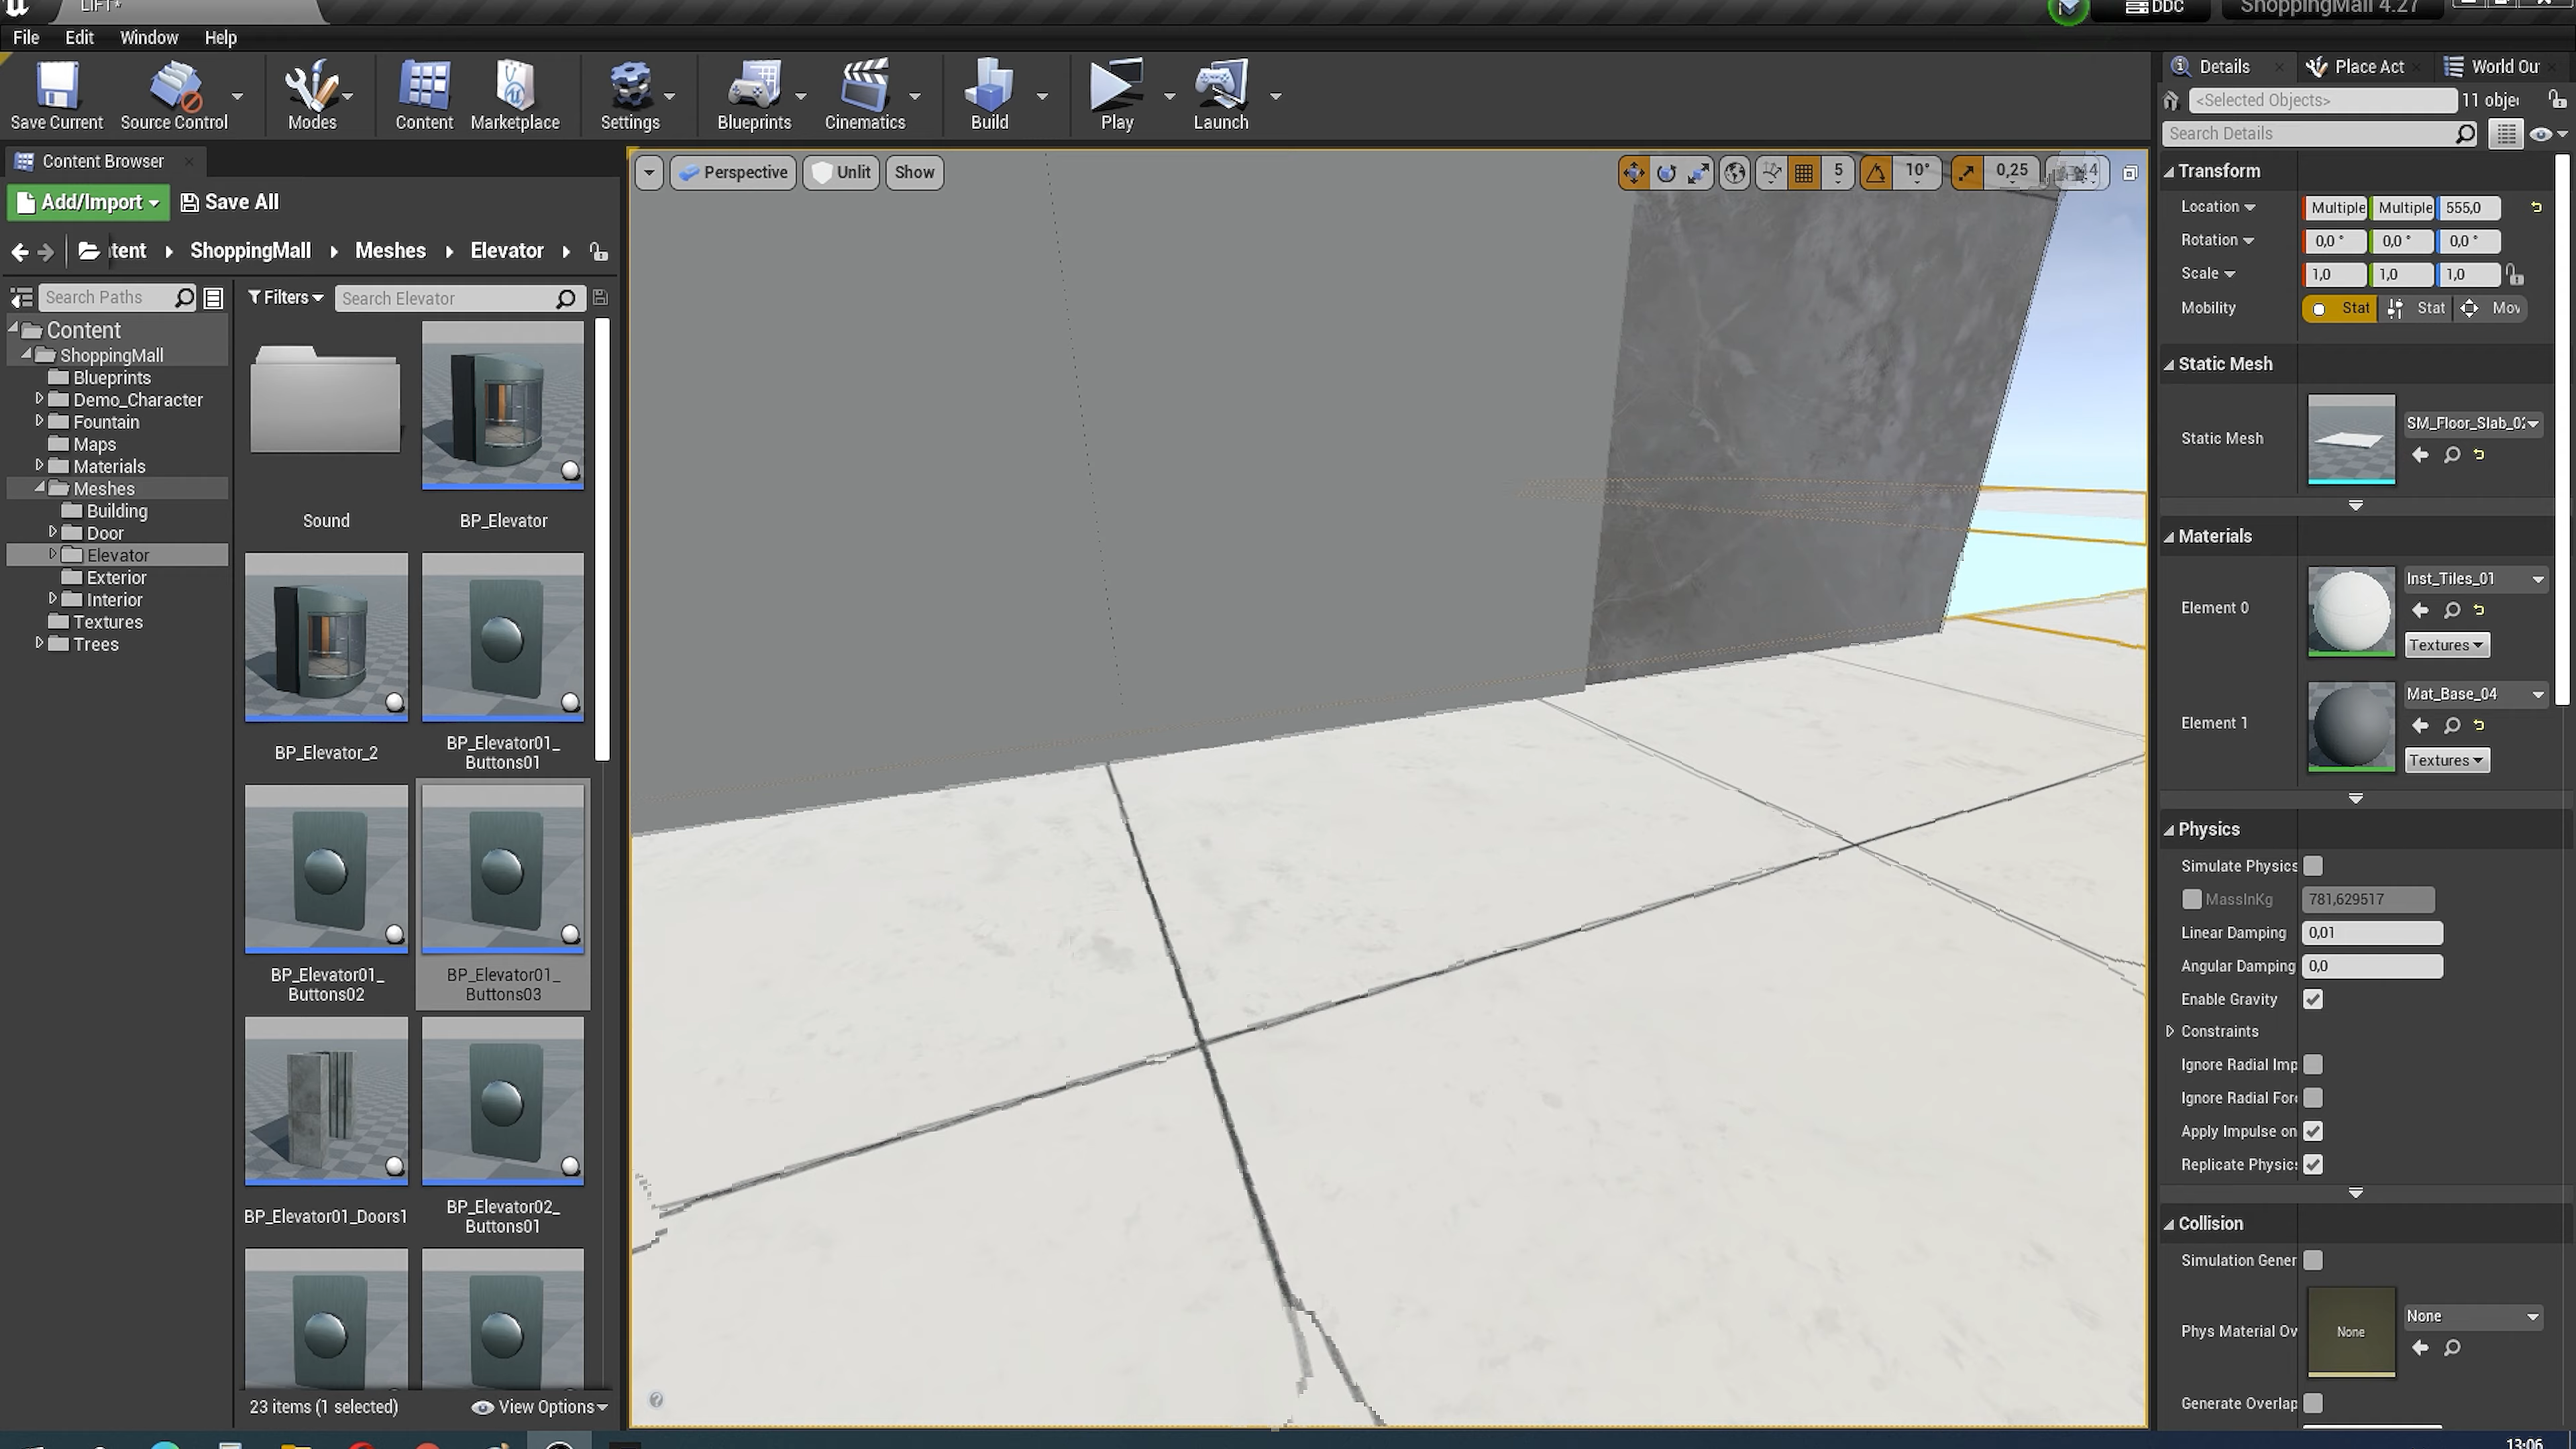 LIFT*
DDC
ShoppingMall 4.27
File Edit Window Help
Save Current
Source Control
Modes
Content
Marketplace
Settings
Blueprints
Cinematics
Build
Play
Launch
Content Browser
Add/Import
Save All
tent
ShoppingMall
Meshes
Elevator
Search Paths
Filters
Search Elevator
Content
ShoppingMall
Blueprints
Demo_Character
Fountain
Maps
Materials
Meshes
Building
Door
Elevator
Exterior
Interior
Textures
Trees
Sound
BP_Elevator
BP_Elevator_2
BP_Elevator01_
Buttons01
BP_Elevator01_
Buttons02
BP_Elevator01_
Buttons03
BP_Elevator01_Doors1
BP_Elevator02_
Buttons01
23 items (1 selected)
View Options
Perspective
Unlit
Show
5
10°
0,25
4
Details
Place Act
World Ou
<Selected Objects>
11 obje
Search Details
Transform
Location Multiple Multiple 555,0
Rotation 0,0 ° 0,0 ° 0,0 °
Scale 1,0 1,0 1,0
Mobility Stat Stat Mov
Static Mesh
Static Mesh
SM_Floor_Slab_02
Materials
Element 0
Inst_Tiles_01
Textures
Element 1
Mat_Base_04
Textures
Physics
Simulate Physics
MassInKg 781,629517
Linear Damping 0,01
Angular Damping 0,0
Enable Gravity
Constraints
Ignore Radial Imp
Ignore Radial For
Apply Impulse on
Replicate Physics
Collision
Simulation Gener
Phys Material Ov
None
None
Generate Overlap
13:06